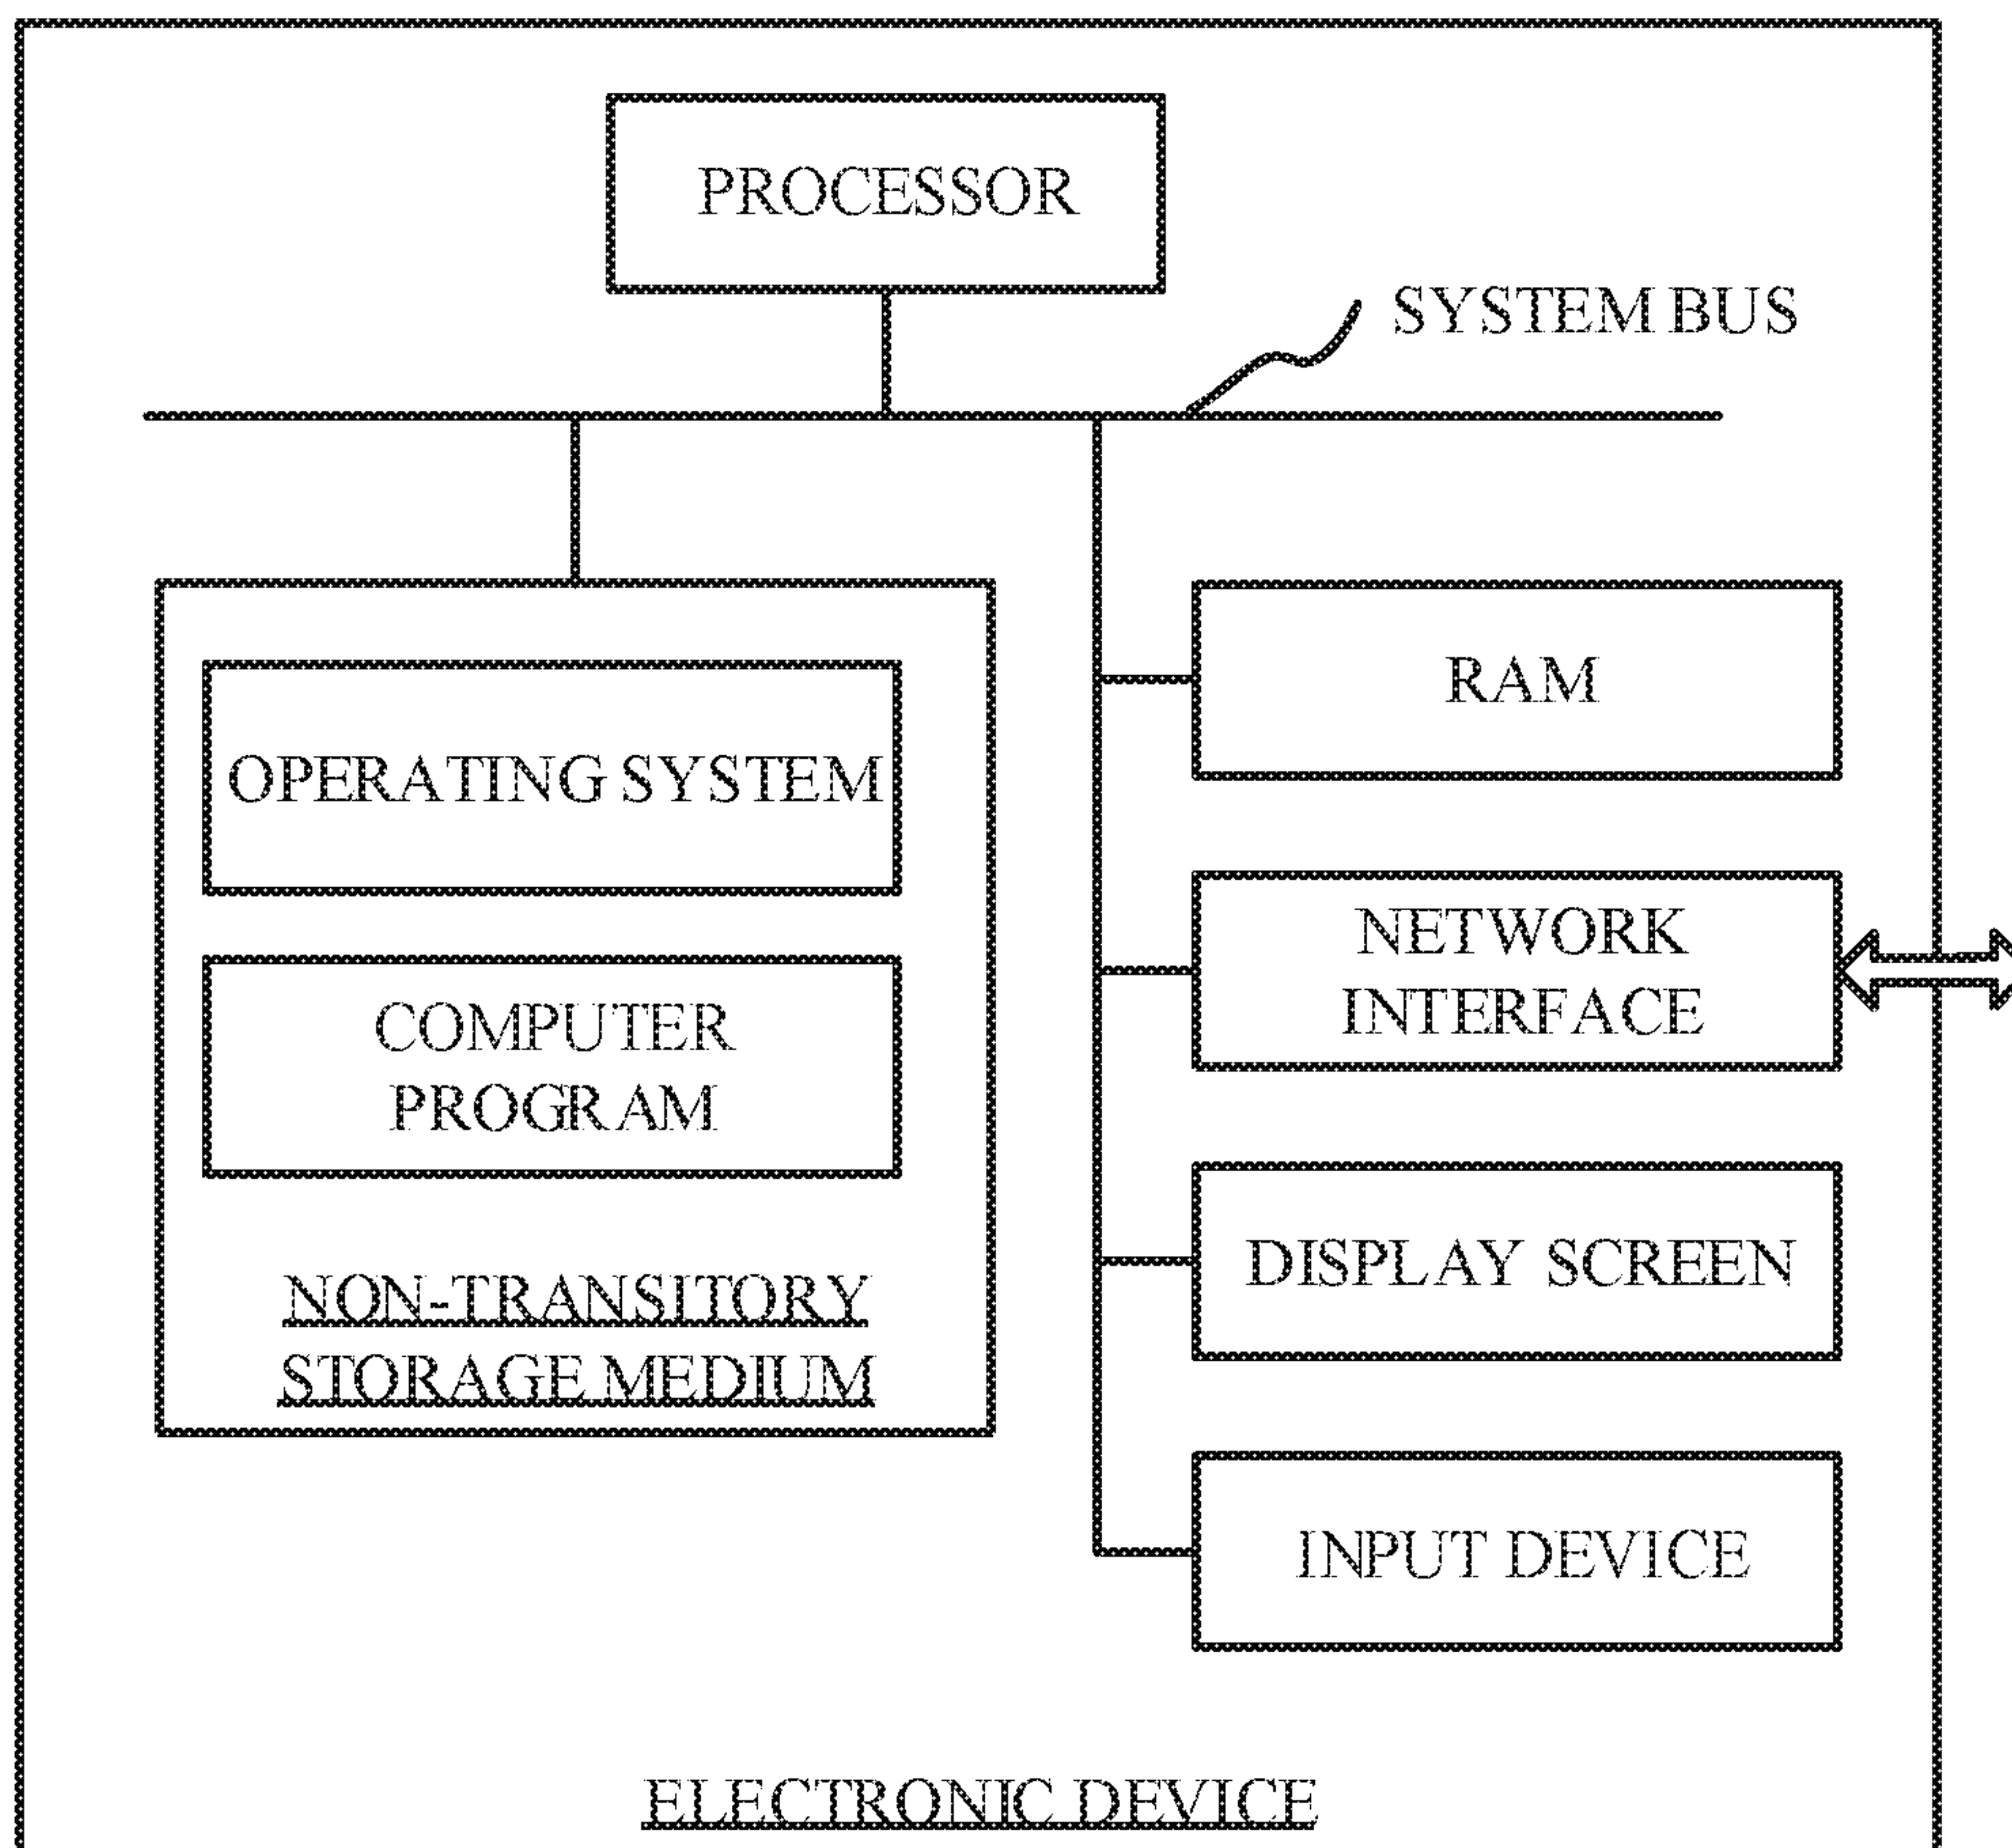 PROCESSOR
SYSTEM BUS
OPERATING SYSTEM
COMPUTER
PROGRAM
NON-TRANSITORY
STORAGE MEDIUM
RAM
NETWORK
INTERFACE
DISPLAY SCREEN
INPUT DEVICE
ELECTRONIC DEVICE